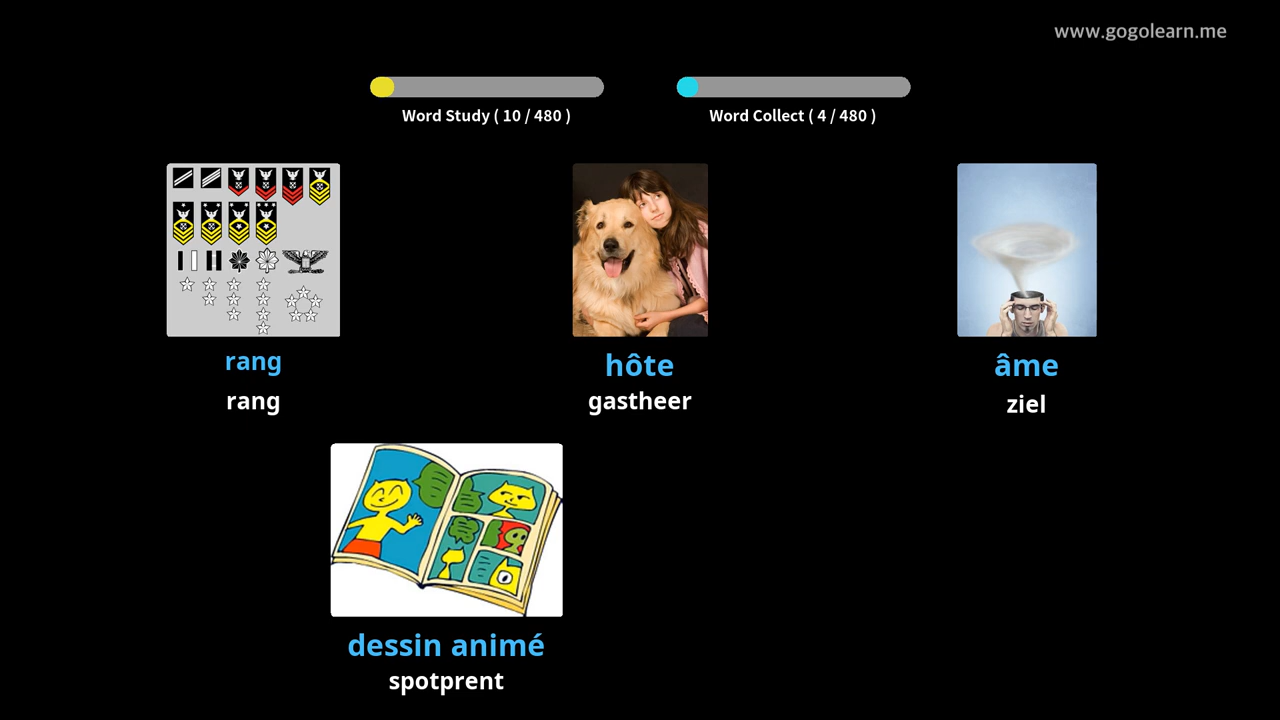 www.gogolearn.me
Word Study ( 10 / 480 )
Word Collect ( 4 / 480 )
rang
rang
hôte
gastheer
âme
ziel
dessin animé
spotprent